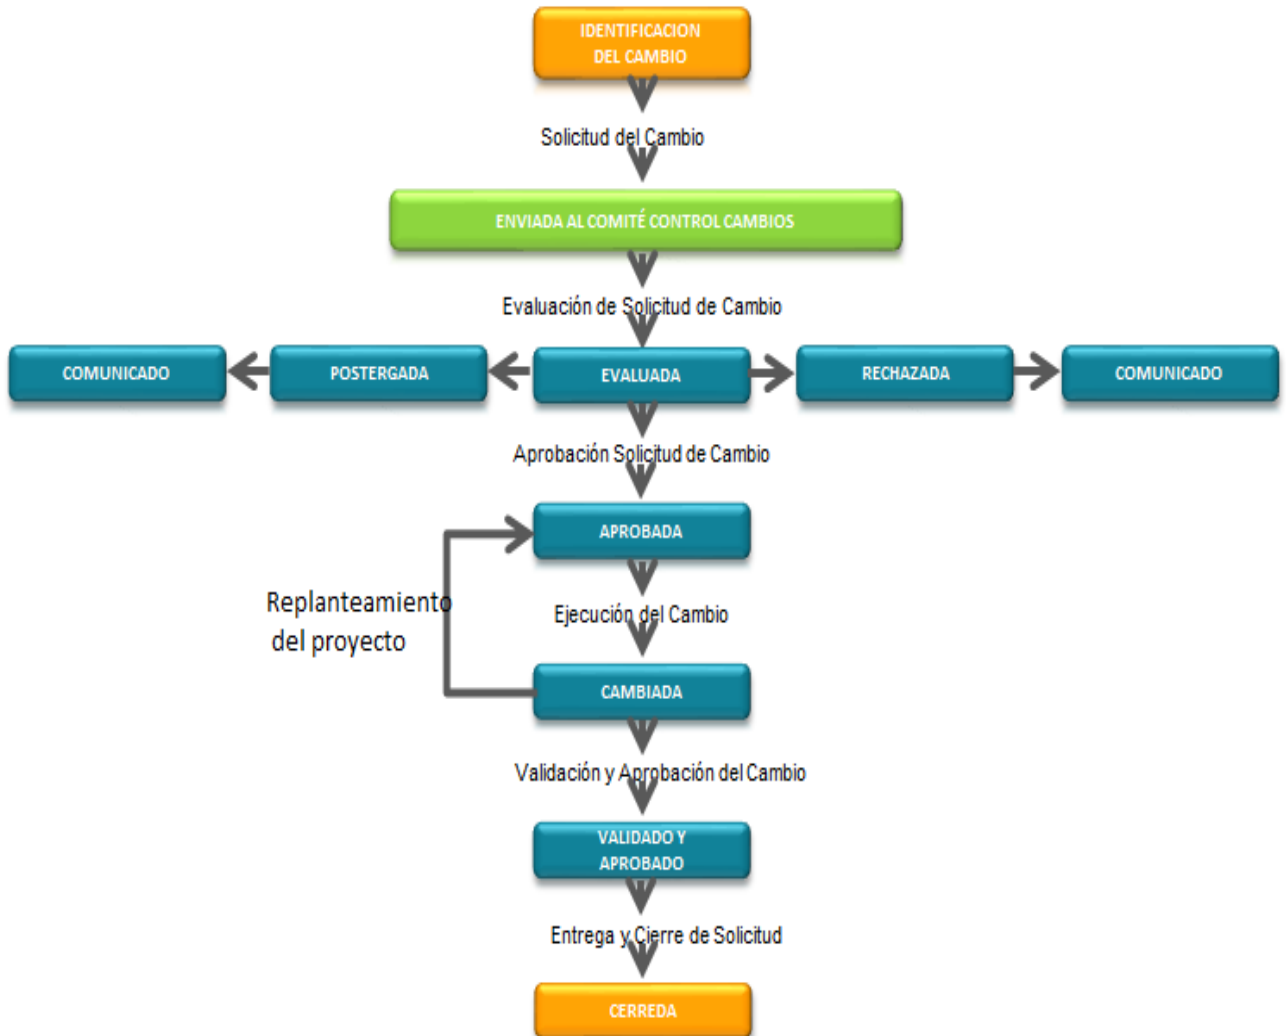 IDENTIFICACION
DEL CAMBIO
Solicitud del Cambio
ENVIADA AL COMITÉ CONTROL CAMBIOS
Evaluación de Solicitud de Cambio
COMUNICADO
POSTERGADA
EVALUADA
RECHAZADA
COMUNICADO
Aprobación Solicitud de Cambio
APROBADA
Replanteamiento
del proyecto
Ejecución del Cambio
CAMBIADA
Validación y Aprobación del Cambio
VALIDADO Y
APROBADO
Entrega y Cierre de Solicitud
CERREDA